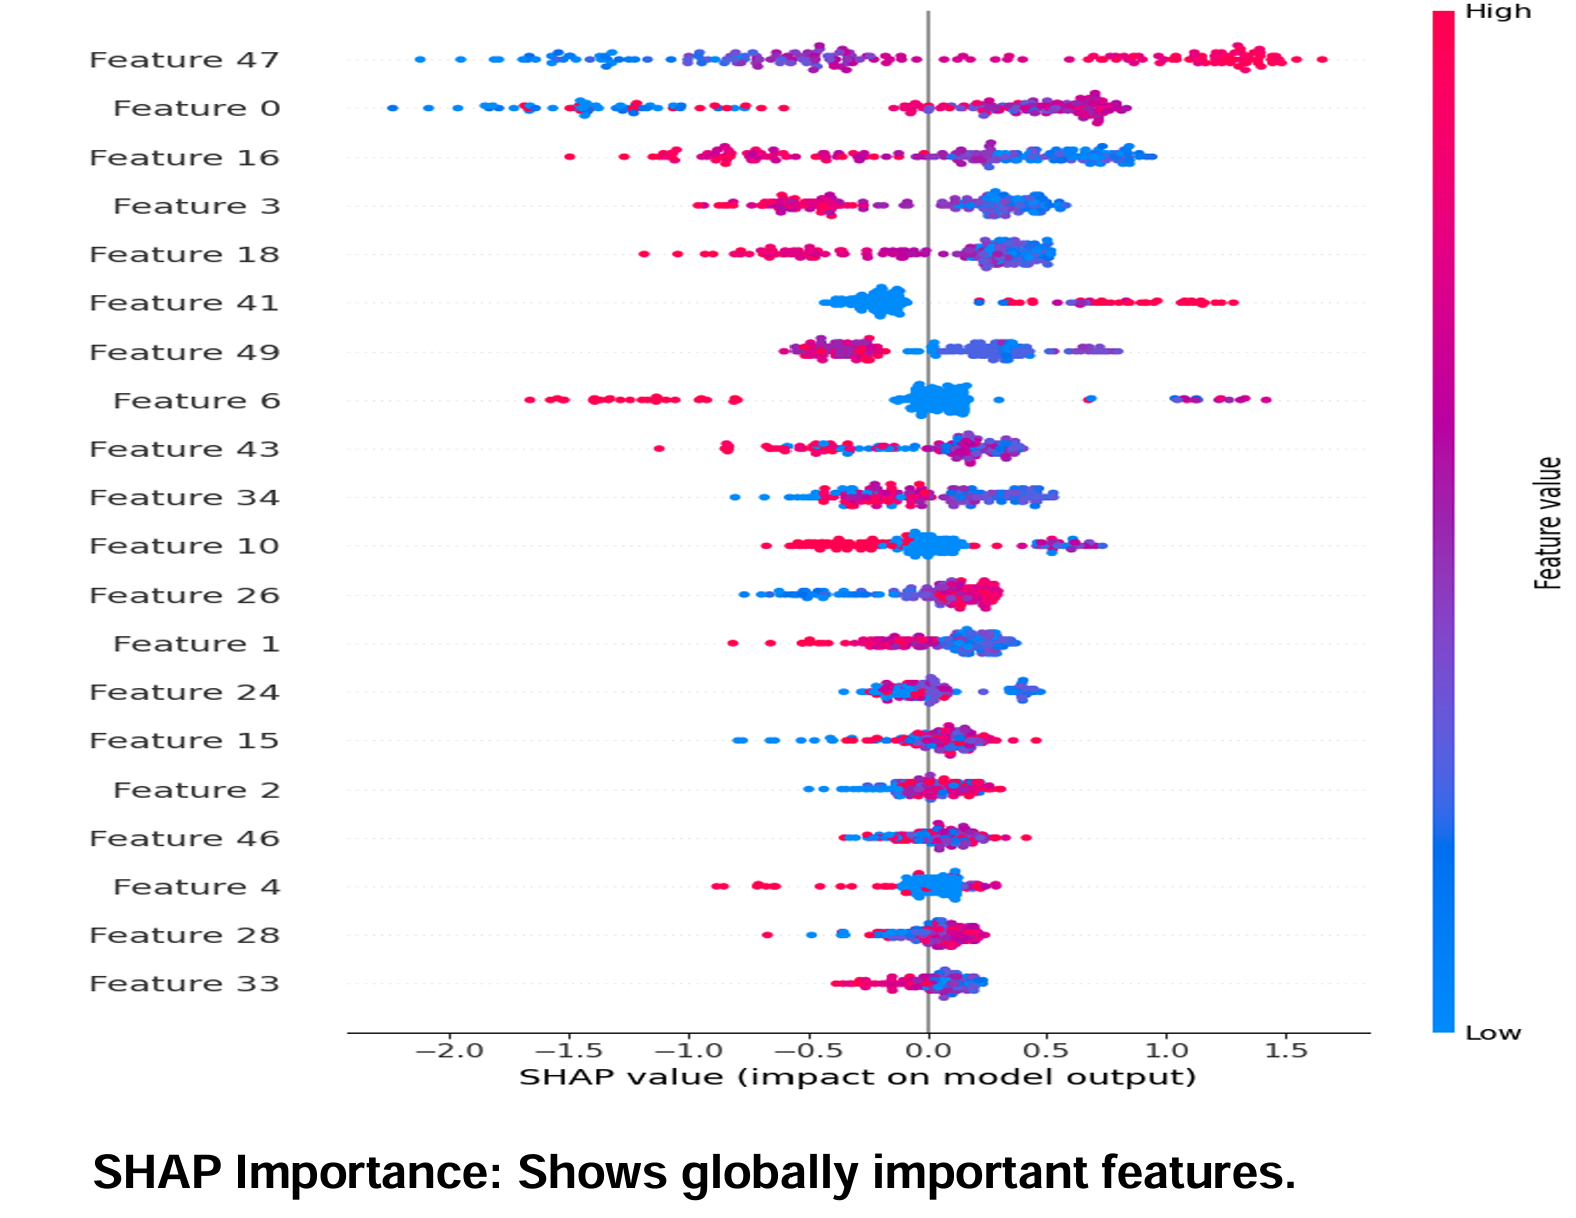 High
Feature 47
Feature 0
Feature 16
Feature 3
Feature 18
Feature 41
Feature 49
Feature 6
Feature 43
Feature 34
Feature 10
Feature 26
Feature 1
Feature 24
Feature 15
Feature 2
Feature 46
Feature 4
Feature 28
Feature 33
Feature value
Low
−2.0 −1.5 −1.0 −0.5 0.0 0.5 1.0 1.5
SHAP value (impact on model output)
SHAP Importance: Shows globally important features.